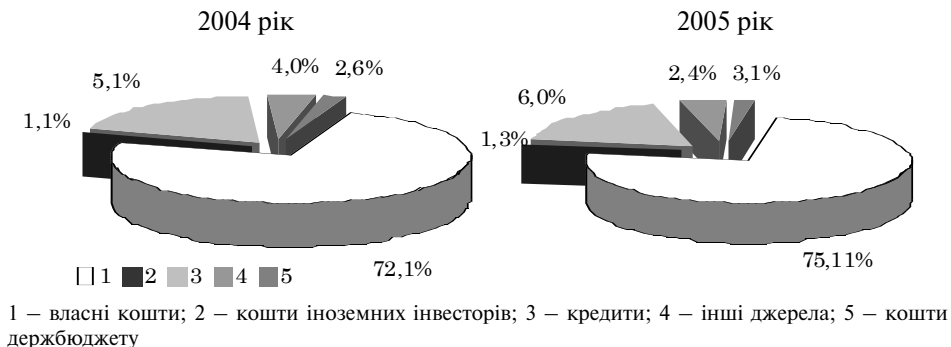 2004 рік
2005 рік
5,1%
4,0%
2,6%
1,1%
72,1%
6,0%
2,4%
3,1%
1,3%
75,11%
1 2 3 4 5
1 – власні кошти; 2 – кошти іноземних інвесторів; 3 – кредити; 4 – інші джерела; 5 – кошти
держбюджету